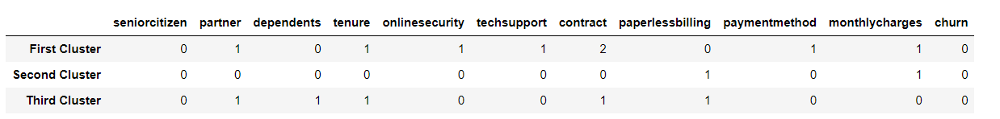 seniorcitizen partner dependents tenure onlinesecurity techsupport contract paperlessbilling paymentmethod monthlycharges churn
First Cluster 0 1 0 1 1 1 2 0 1 1 0
Second Cluster 0 0 0 0 0 0 0 1 0 1 0
Third Cluster 0 1 1 1 0 0 1 1 0 0 0